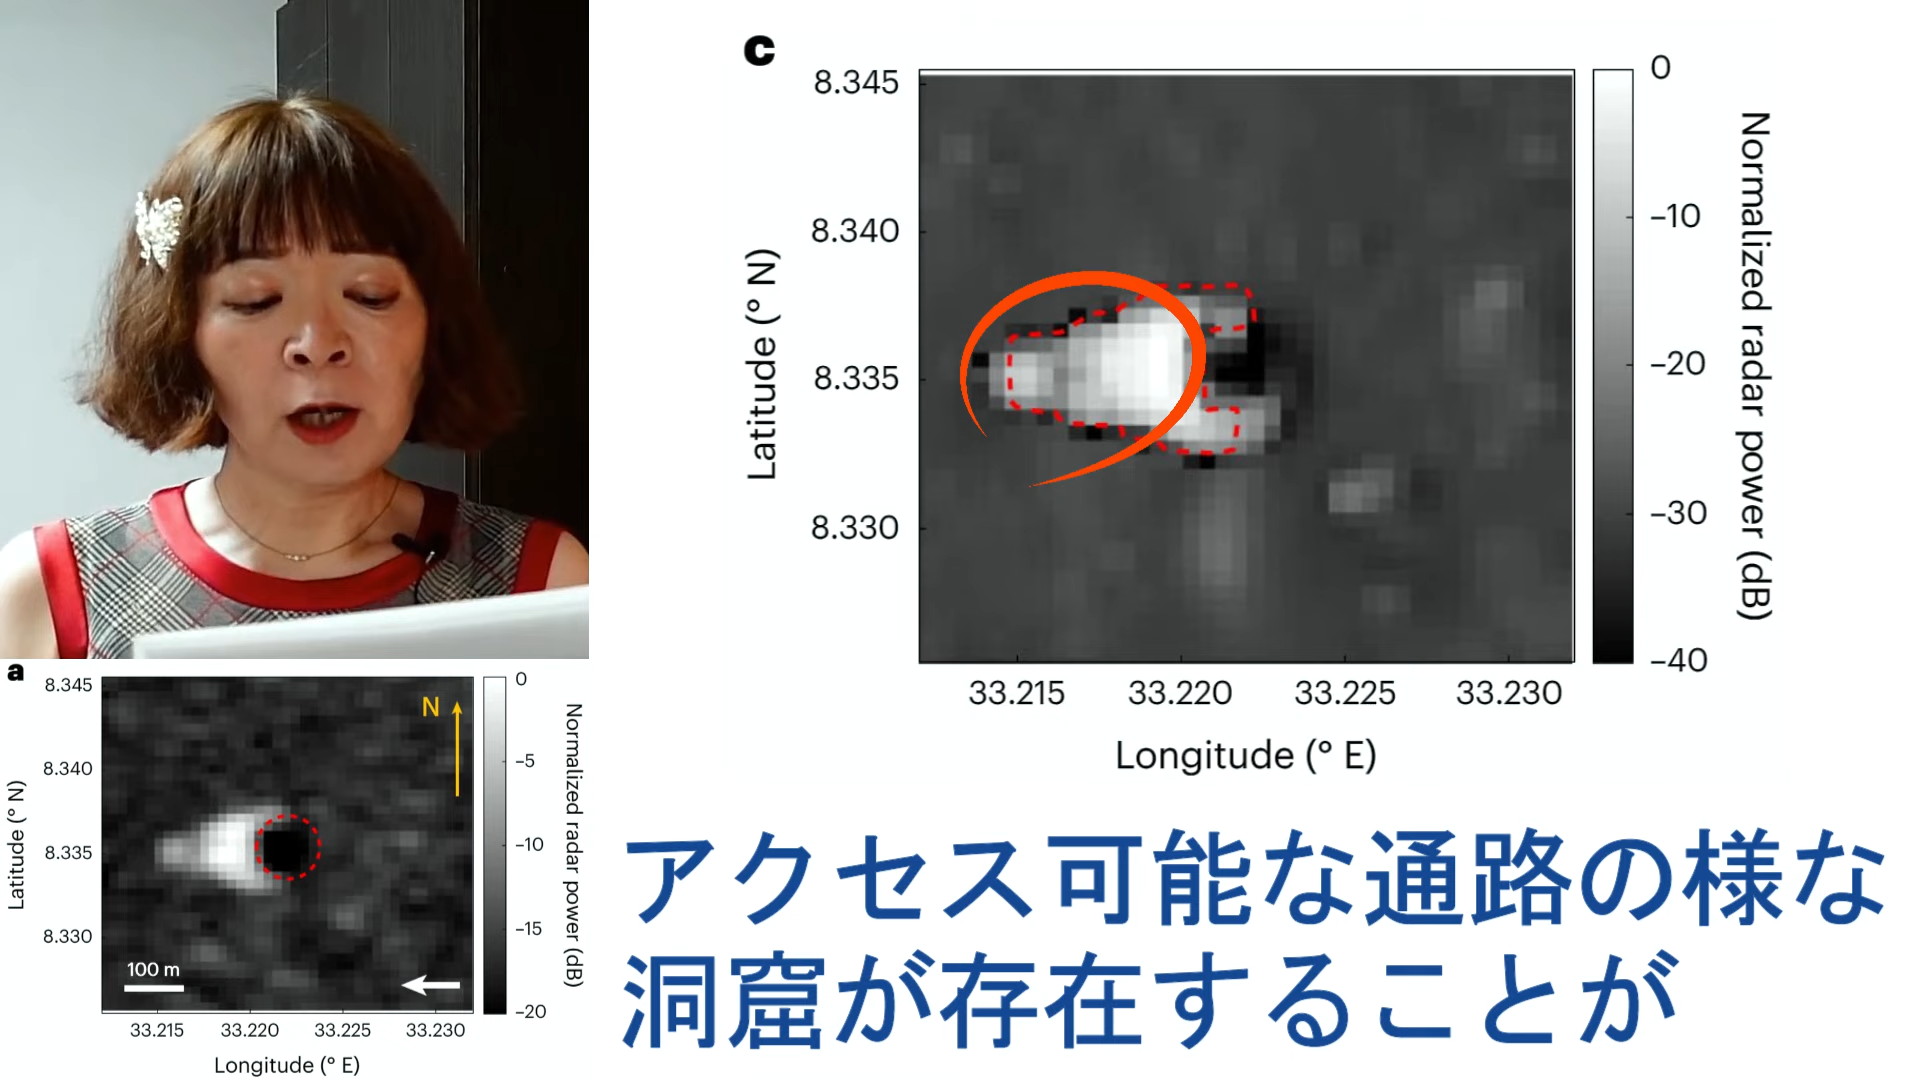 c
8.345
8.340
8.335
8.330
Latitude (° N)
33.215
33.220
33.225
33.230
Longitude (° E)
0
−10
−20
−30
−40
Normalized radar power (dB)
a
8.345
8.340
8.335
8.330
Latitude (° N)
N
100 m
33.215
33.220
33.225
33.230
Longitude (° E)
0
−5
−10
−15
−20
Normalized radar power (dB)
アクセス可能な通路の様な
洞窟が存在することが